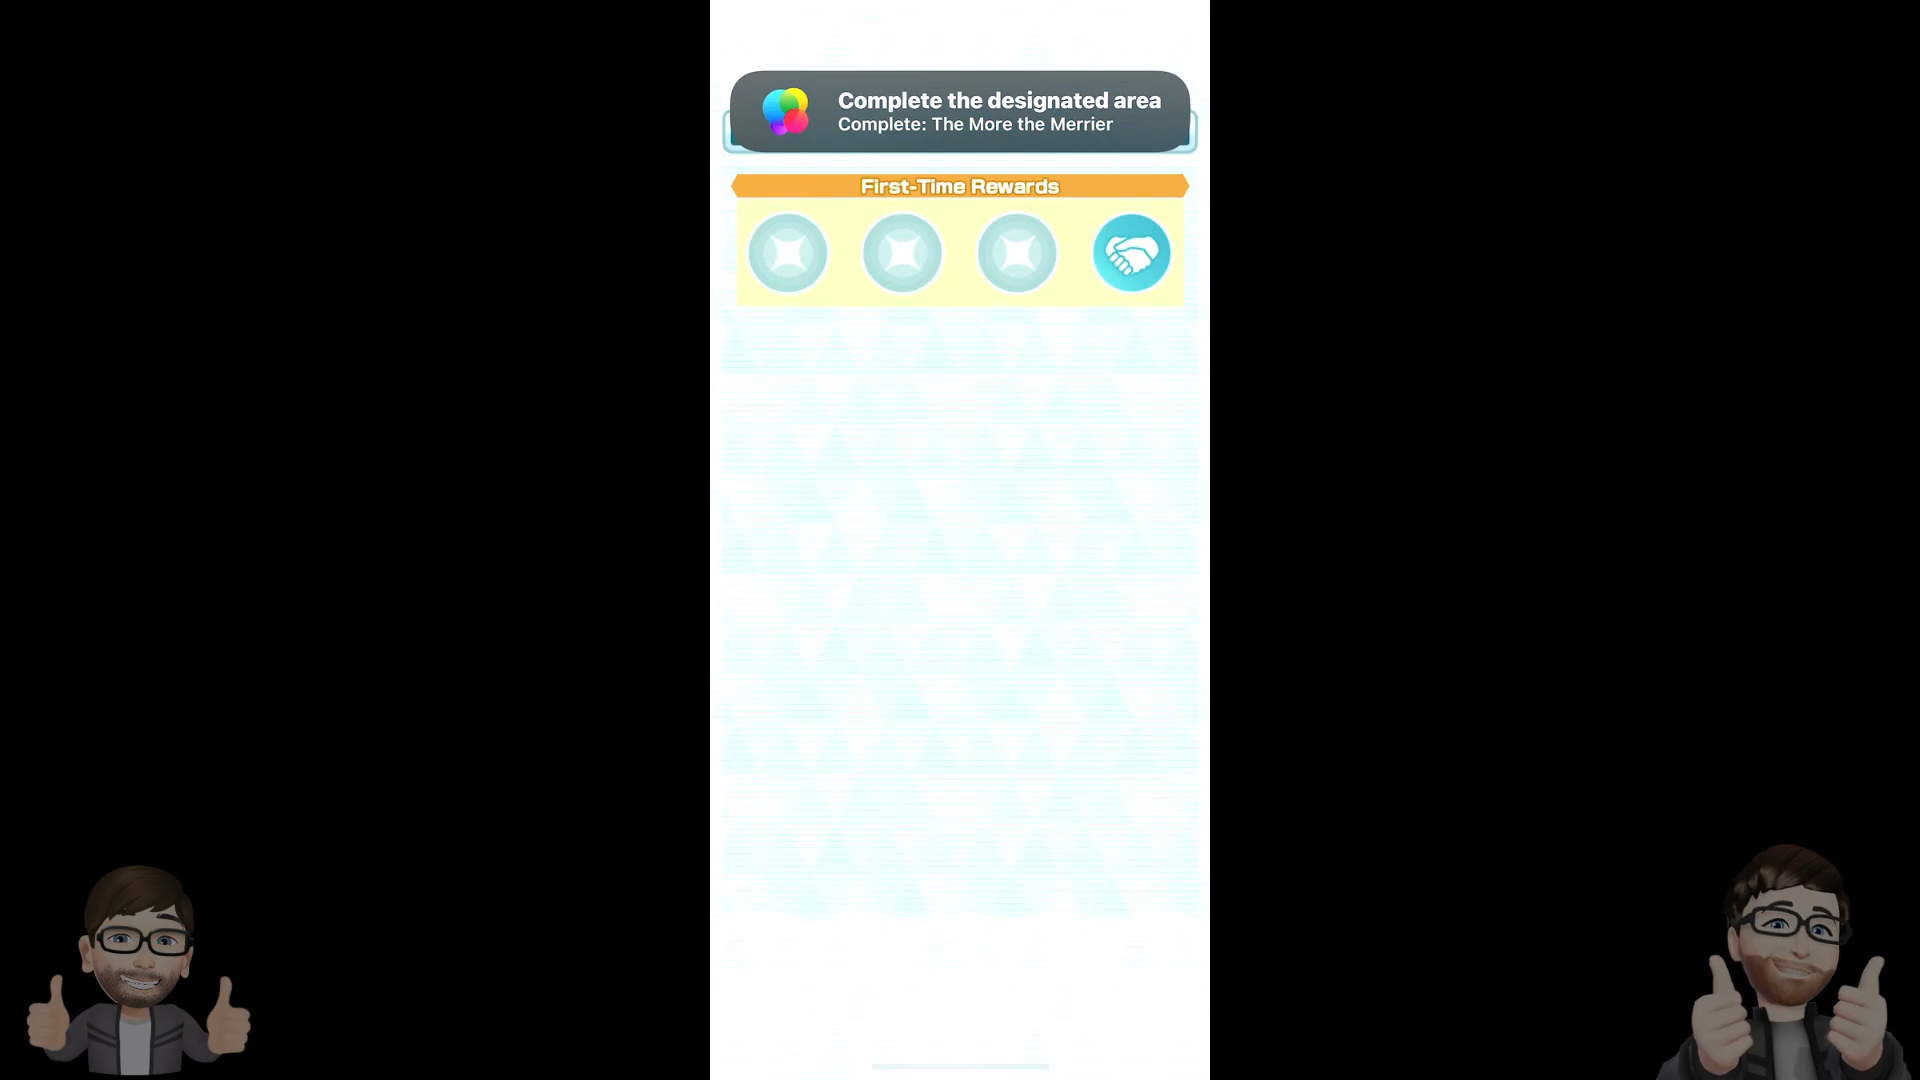 Complete the designated area
Complete: The More the Merrier
First-Time Rewards